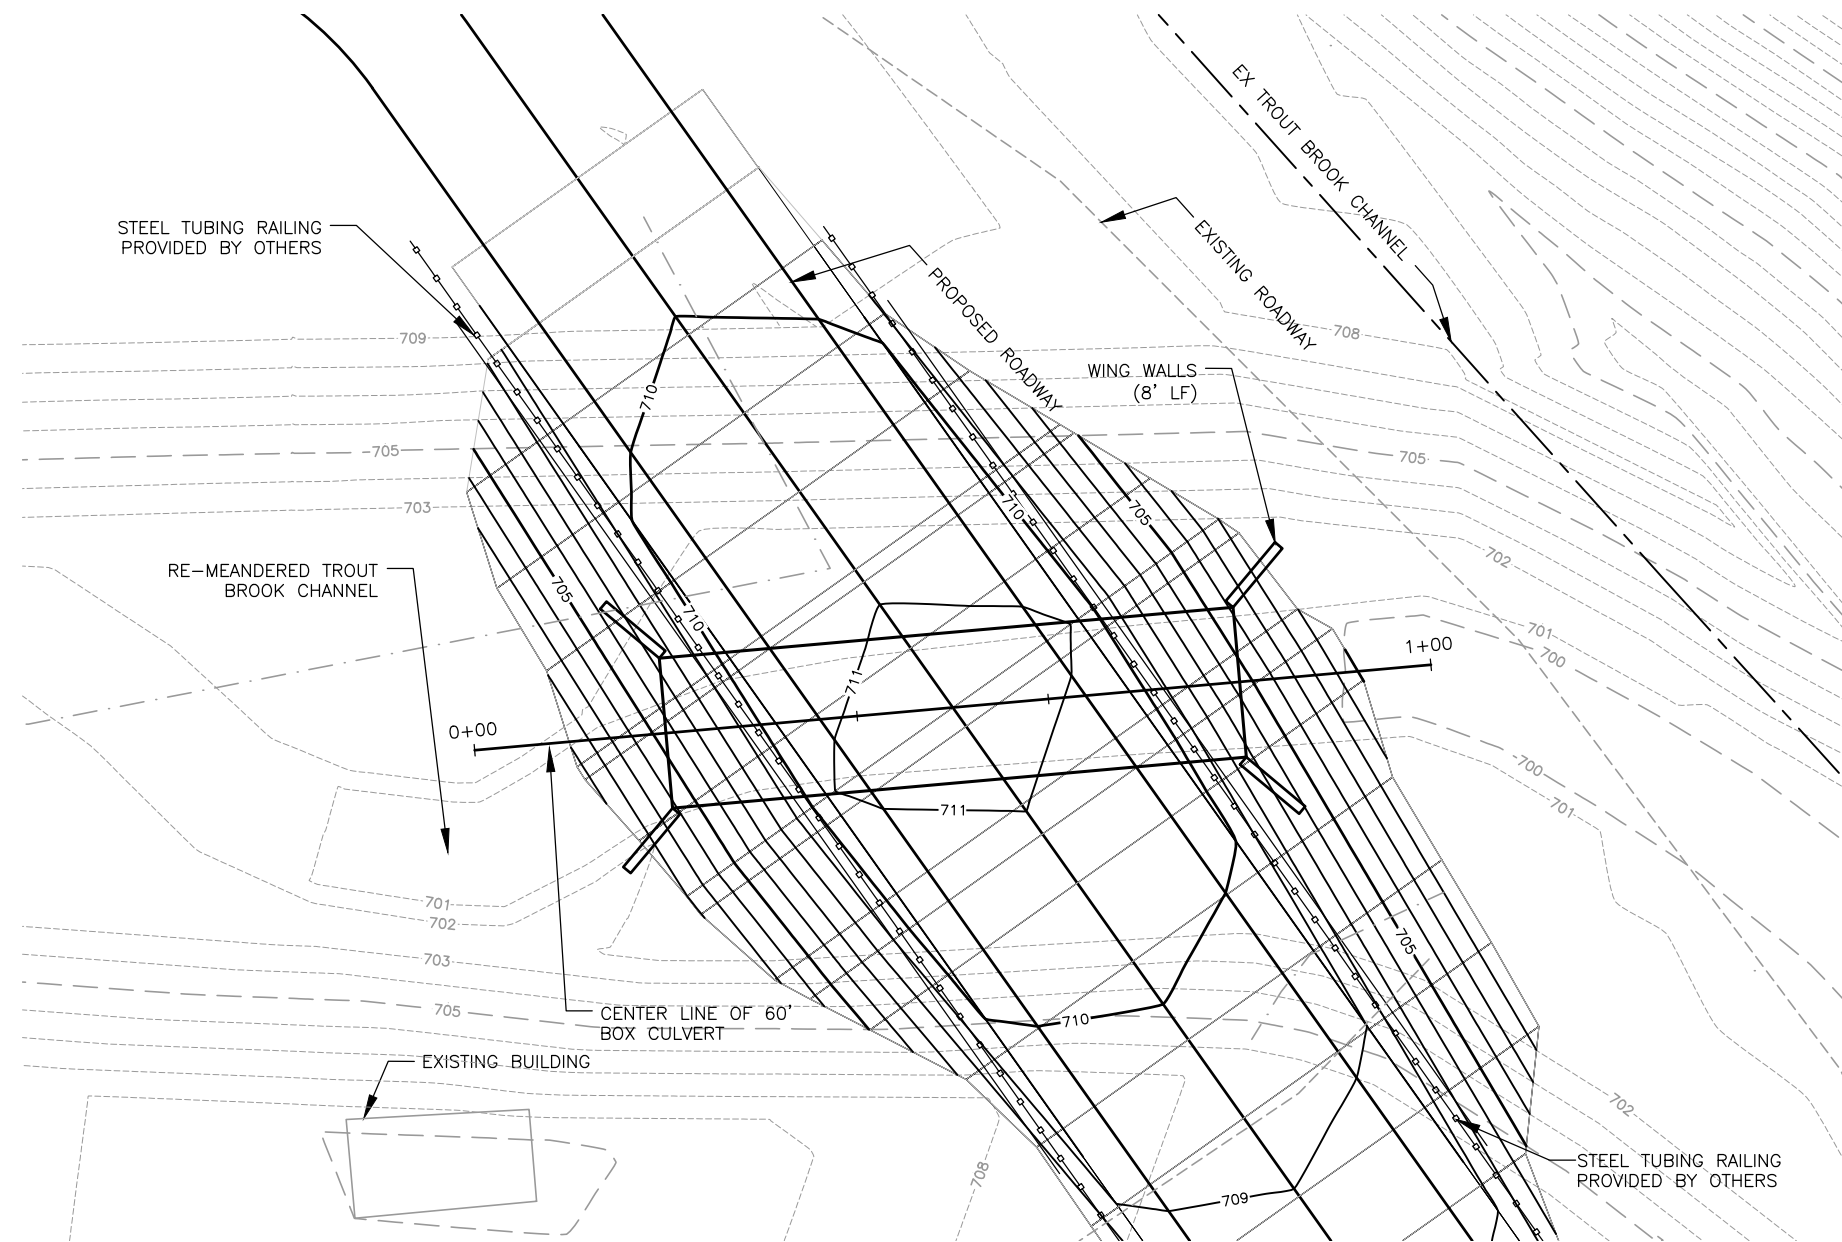 EX TROUT BROOK CHANNEL
STEEL TUBING RAILING
PROVIDED BY OTHERS
EXISTING ROADWAY
PROPOSED ROADWAY
709
708
WING WALLS
(8' LF)
710
705
705
703
710
705
702
RE-MEANDERED TROUT
BROOK CHANNEL
705
710
701
700
1+00
711
0+00
700
701
711
701
702
703
705
705
CENTER LINE OF 60'
BOX CULVERT
710
EXISTING BUILDING
702
708
709
STEEL TUBING RAILING
PROVIDED BY OTHERS